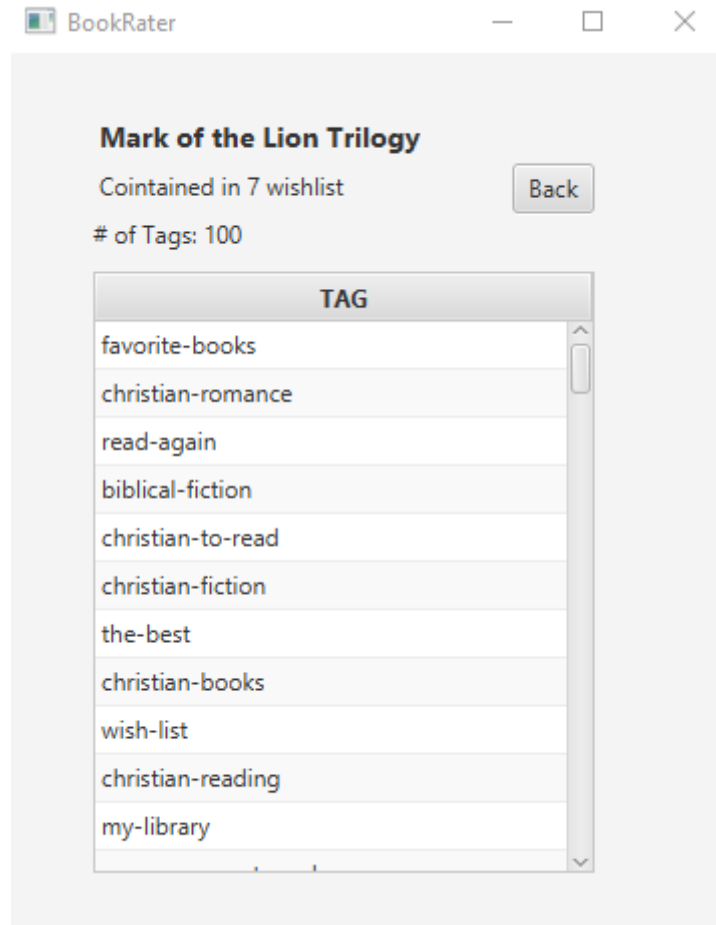 BookRater
Mark of the Lion Trilogy
Cointained in 7 wishlist
Back
# of Tags: 100
TAG
favorite-books
christian-romance
read-again
biblical-fiction
christian-to-read
christian-fiction
the-best
christian-books
wish-list
christian-reading
my-library